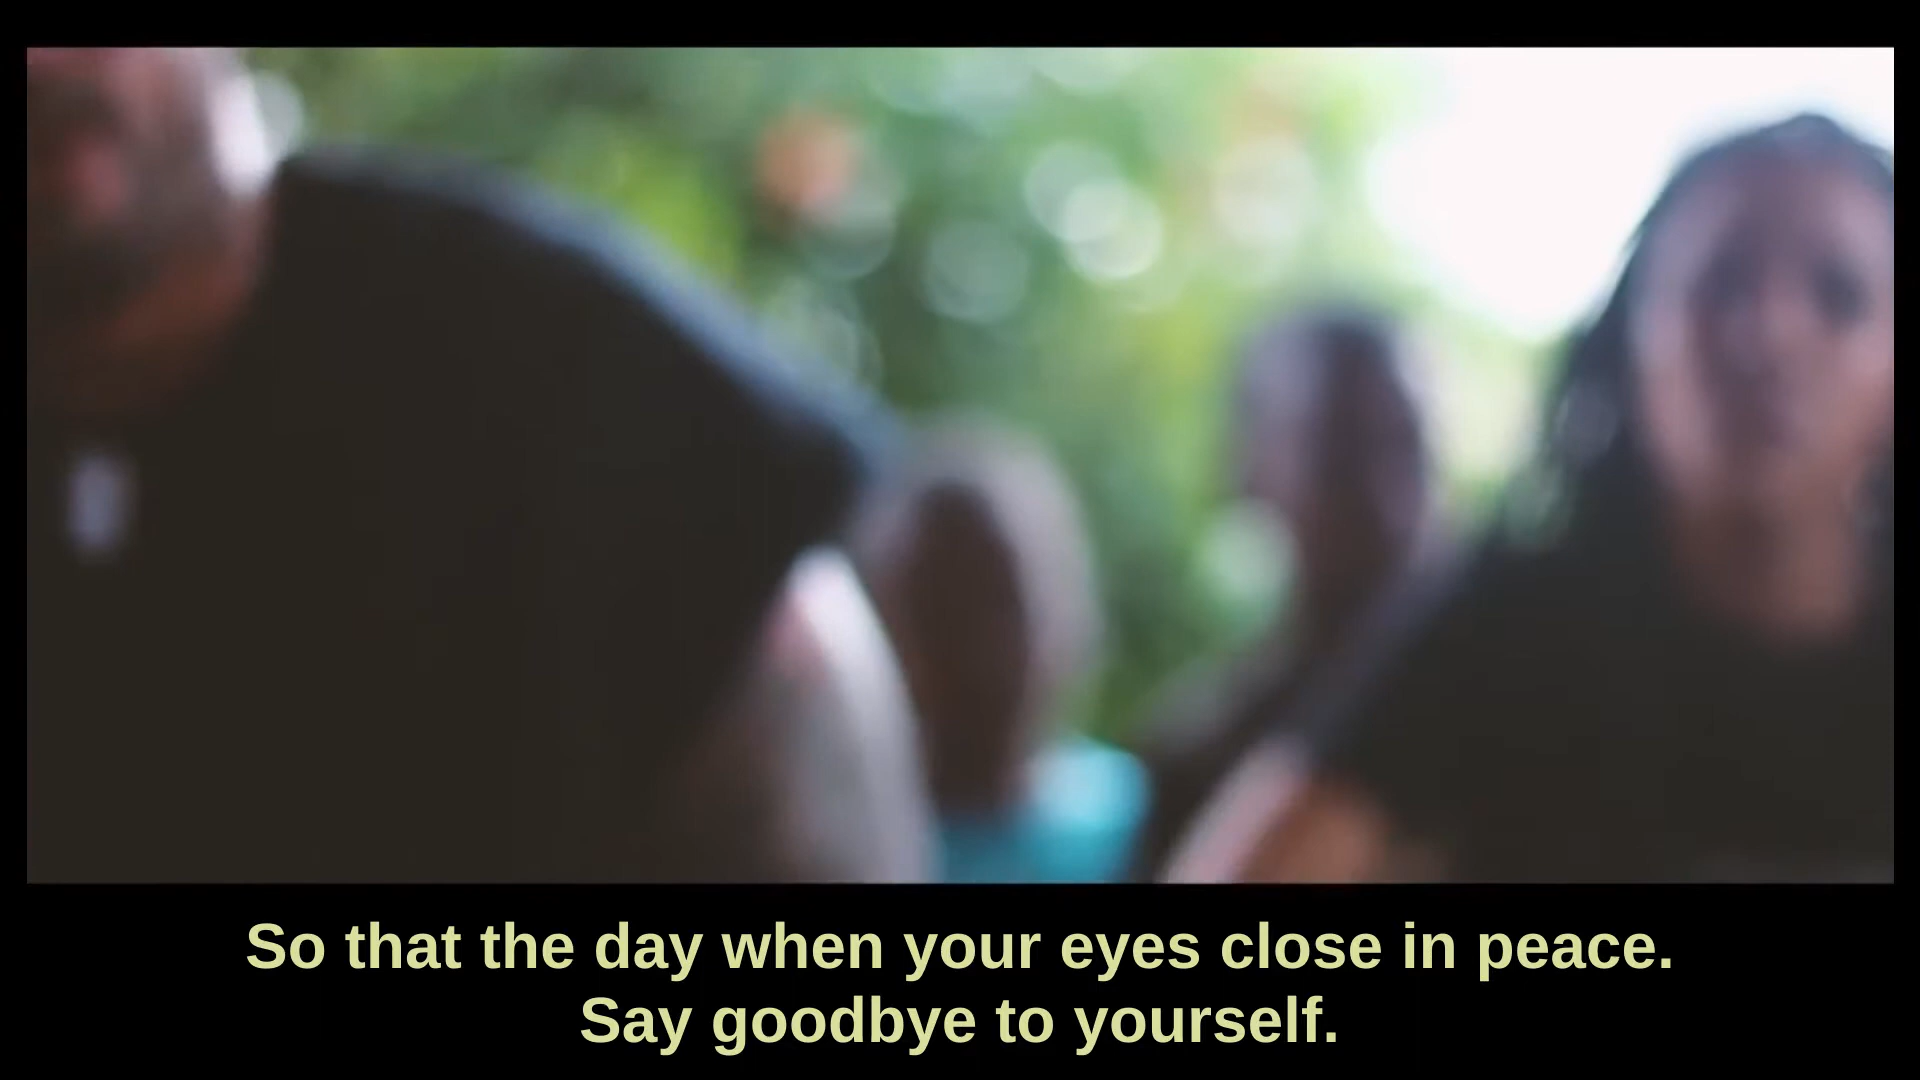 So that the day when your eyes close in peace.
Say goodbye to yourself.